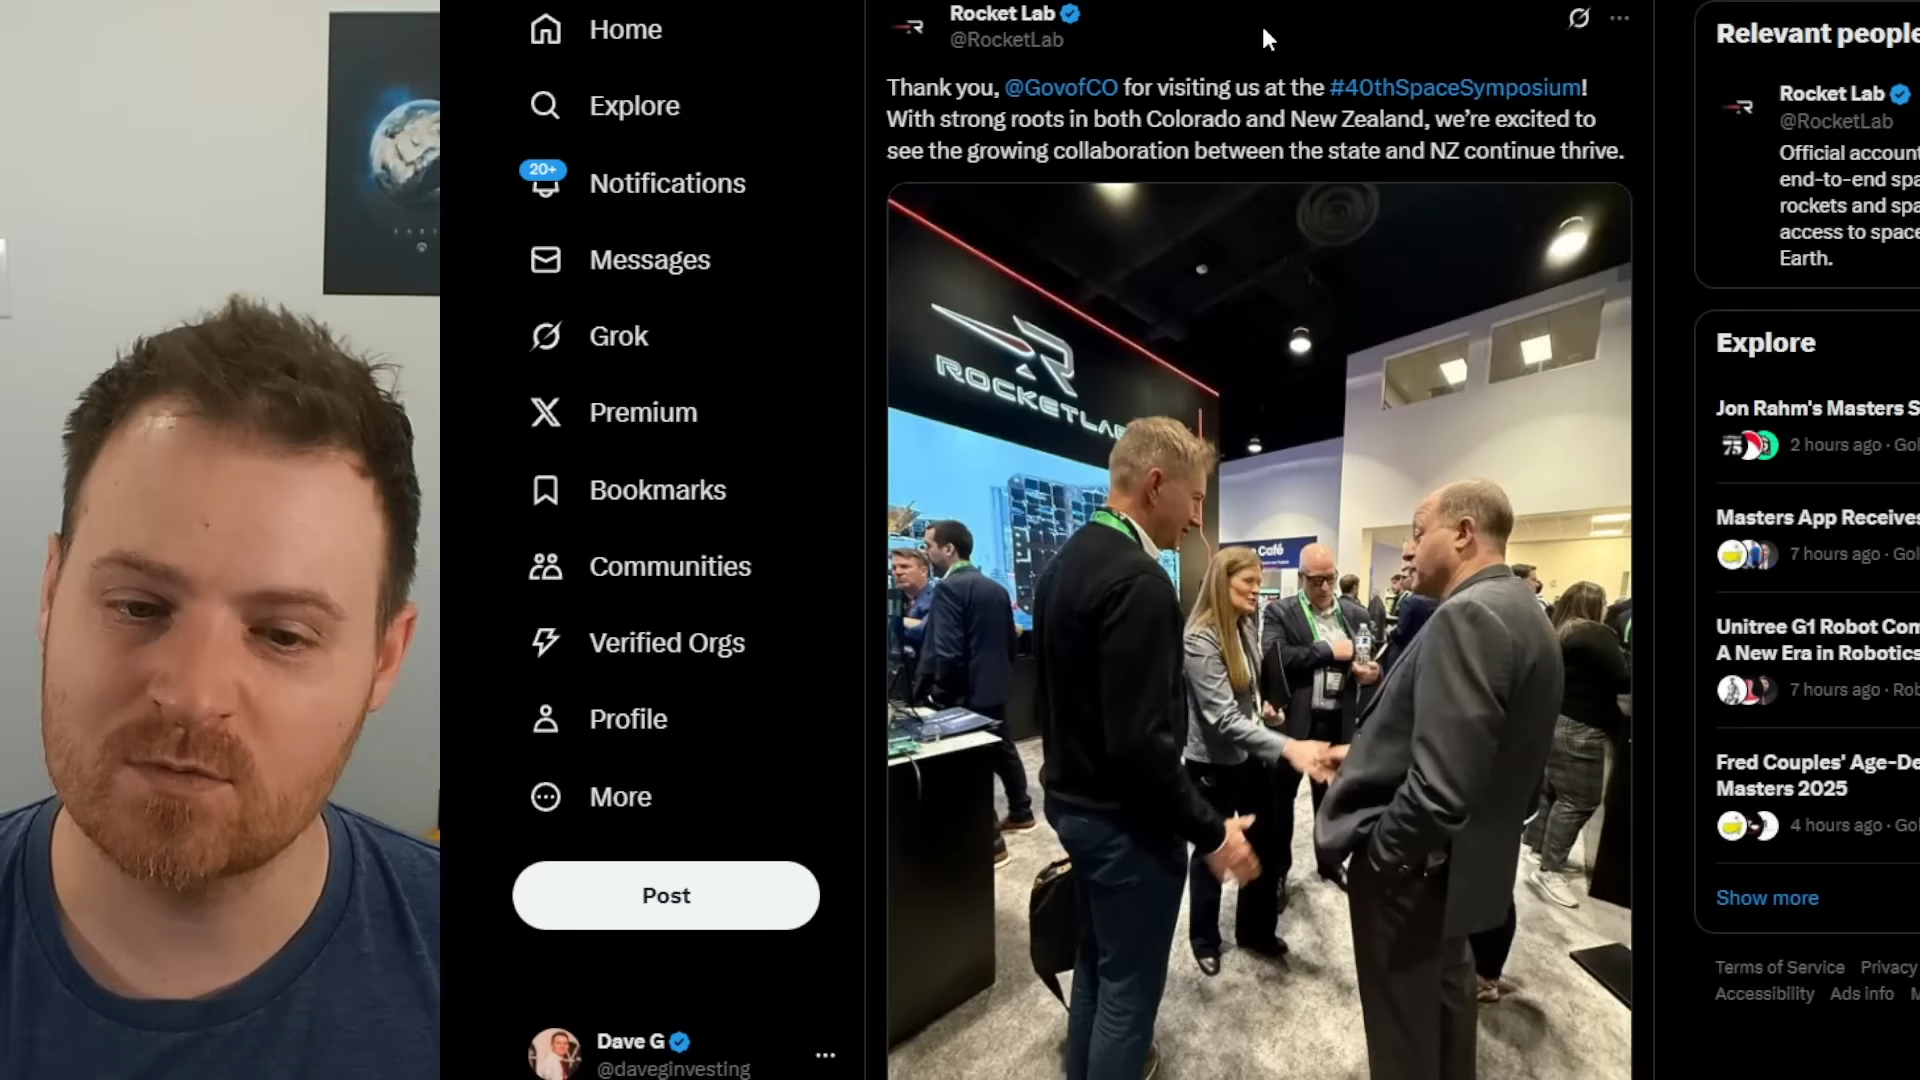 Home
Explore
20+
Notifications
Messages
Grok
Premium
Bookmarks
Communities
Verified Orgs
Profile
More
Post
Dave G
@daveginvesting
Rocket Lab
@RocketLab
Thank you, @GovofCO for visiting us at the #40thSpaceSymposium!
With strong roots in both Colorado and New Zealand, we’re excited to
see the growing collaboration between the state and NZ continue thrive.
ROCKETLAB
Café
Relevant people
Rocket Lab
@RocketLab
Official account
end-to-end spa
rockets and spa
access to space
Earth.
Explore
Jon Rahm's Masters S
2 hours ago · Gol
Masters App Receives
7 hours ago · Gol
Unitree G1 Robot Com
A New Era in Robotics
7 hours ago · Rob
Fred Couples' Age-De
Masters 2025
4 hours ago · Gol
Show more
Terms of Service Privacy
Accessibility Ads info